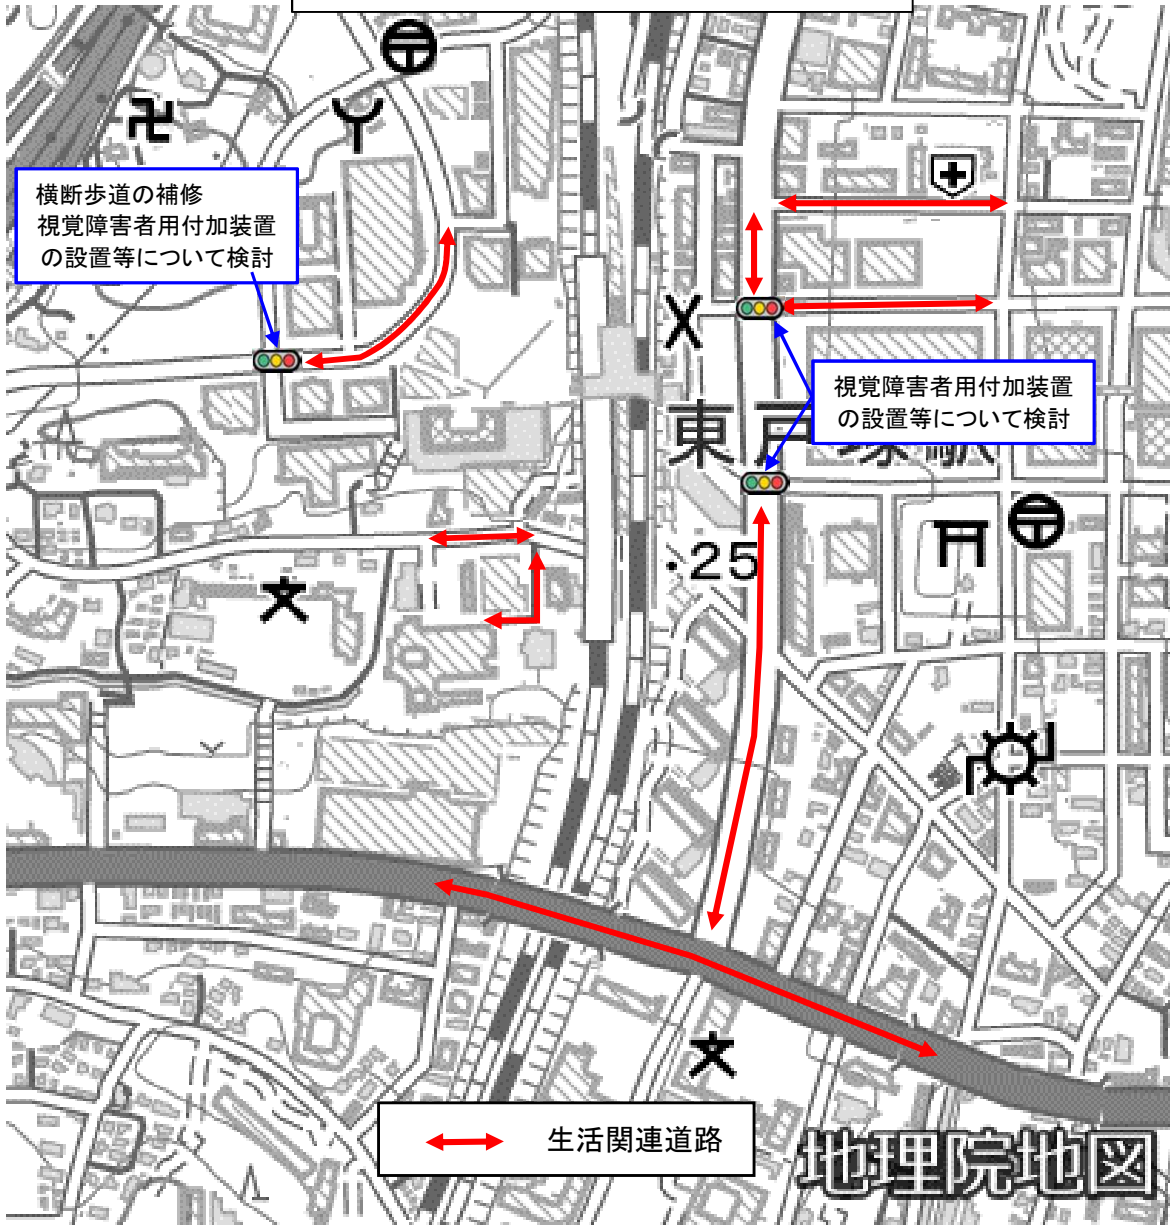 横断歩道の補修
視覚障害者用付加装置
の設置等について検討
視覚障害者用付加装置
の設置等について検討
東戸塚駅
・25
生活関連道路
地理院地図